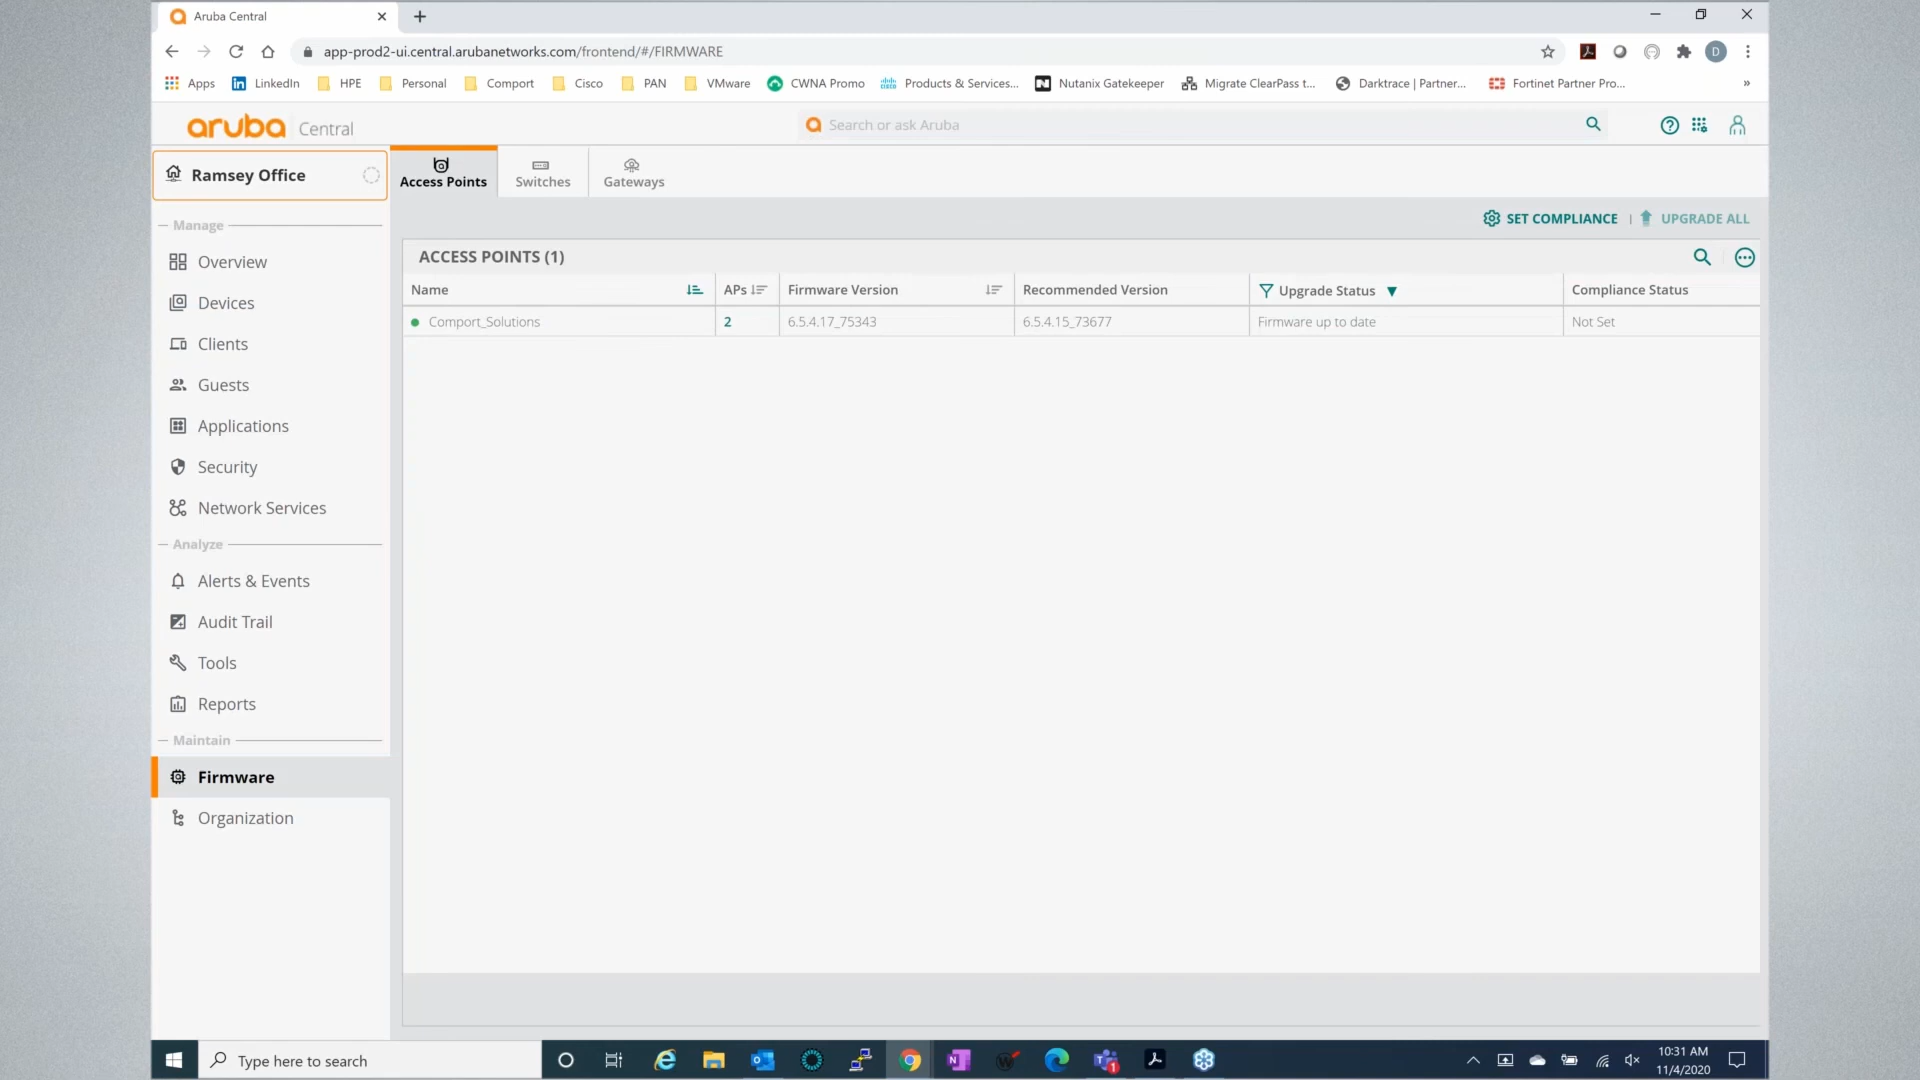 Aruba Central
app-prod2-ui.central.arubanetworks.com/frontend/#/FIRMWARE
D
Apps LinkedIn HPE Personal Comport Cisco PAN VMware CWNA Promo Products & Services... Nutanix Gatekeeper Migrate ClearPass t... Darktrace | Partner... Fortinet Partner Pro... »
aruba Central
Search or ask Aruba
Ramsey Office
Access Points Switches Gateways
SET COMPLIANCE | UPGRADE ALL
ACCESS POINTS (1)
Name APs Firmware Version Recommended Version Upgrade Status Compliance Status
Comport_Solutions 2 6.5.4.17_75343 6.5.4.15_73677 Firmware up to date Not Set
Manage
Overview
Devices
Clients
Guests
Applications
Security
Network Services
Analyze
Alerts & Events
Audit Trail
Tools
Reports
Maintain
Firmware
Organization
Type here to search
10:31 AM
11/4/2020